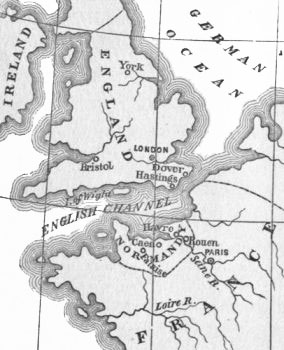 GERMAN
OCEAN
IRELAND
York
ENGLAND
LONDON
Bristol
Dover
Hastings
I. of Wight
ENGLISH CHANNEL
Havre
Caen
Rouen
NORMANDY
PARIS
Falaise
Seine R.
FRANCE
Loire R.